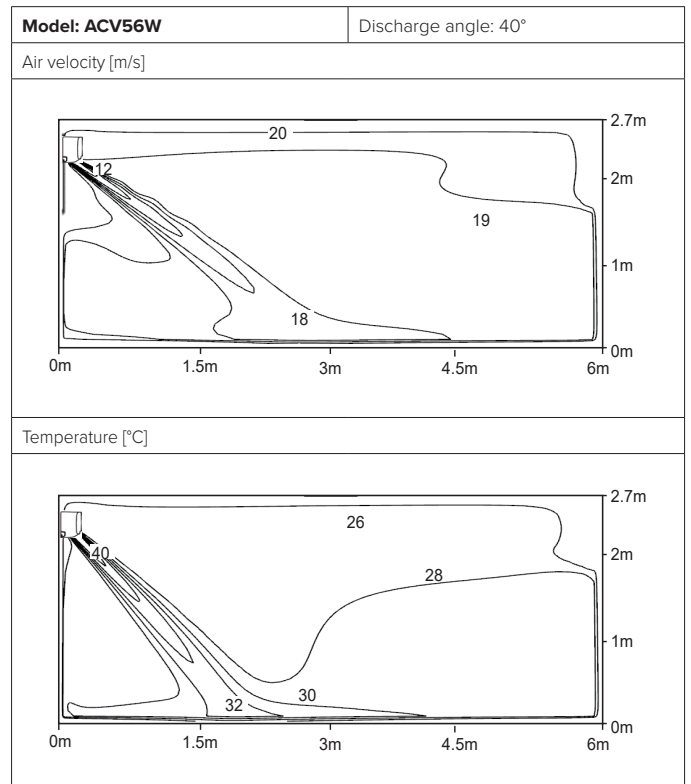 Model: ACV56W
Discharge angle: 40°
Air velocity [m/s]
20
2.7m
12
2m
19
1m
18
0m
0m 1.5m 3m 4.5m 6m
Temperature [°C]
2.7m
26
40
2m
28
1m
30
32
0m
0m 1.5m 3m 4.5m 6m